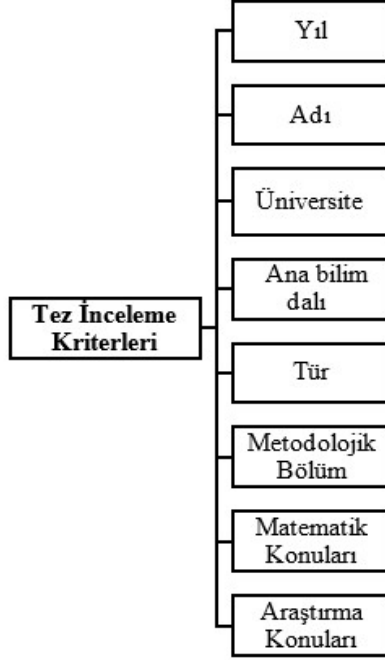 Yıl
Adı
Üniversite
Ana bilim
dalı
Tez İnceleme
Kriterleri
Tür
Metodolojik
Bölüm
Matematik
Konuları
Araştırma
Konuları